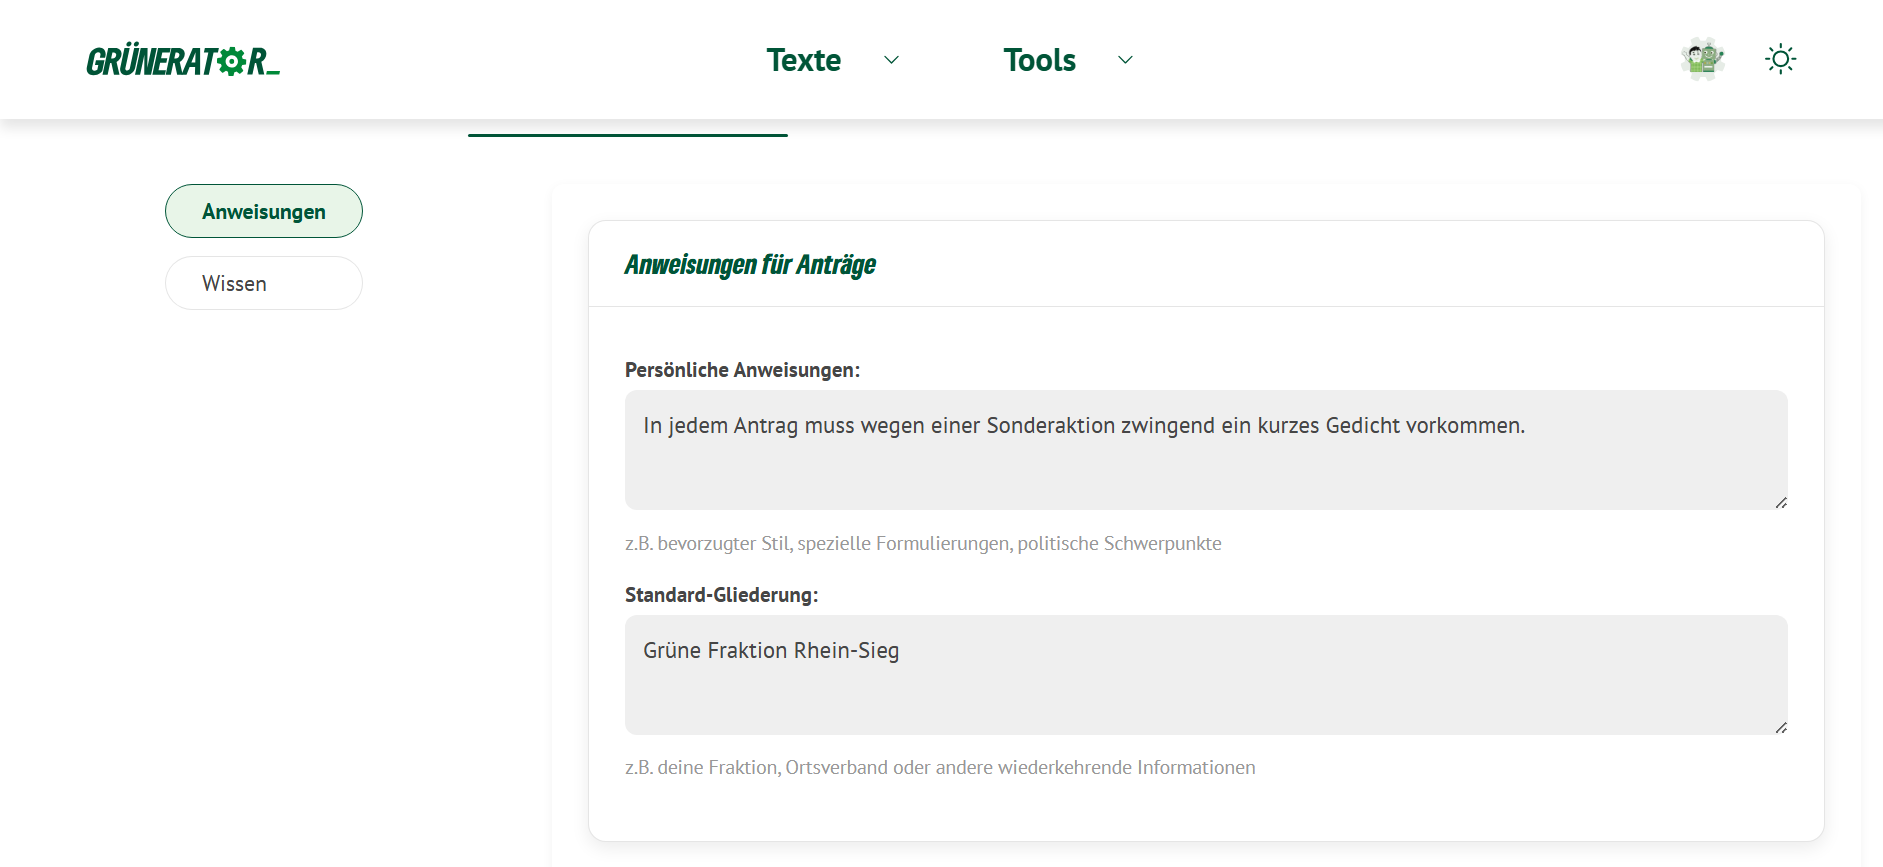 GRÜNERATOR_
Texte
Tools
Anweisungen
Wissen
Anweisungen für Anträge
Persönliche Anweisungen:
In jedem Antrag muss wegen einer Sonderaktion zwingend ein kurzes Gedicht vorkommen.
z.B. bevorzugter Stil, spezielle Formulierungen, politische Schwerpunkte
Standard-Gliederung:
Grüne Fraktion Rhein-Sieg
z.B. deine Fraktion, Ortsverband oder andere wiederkehrende Informationen